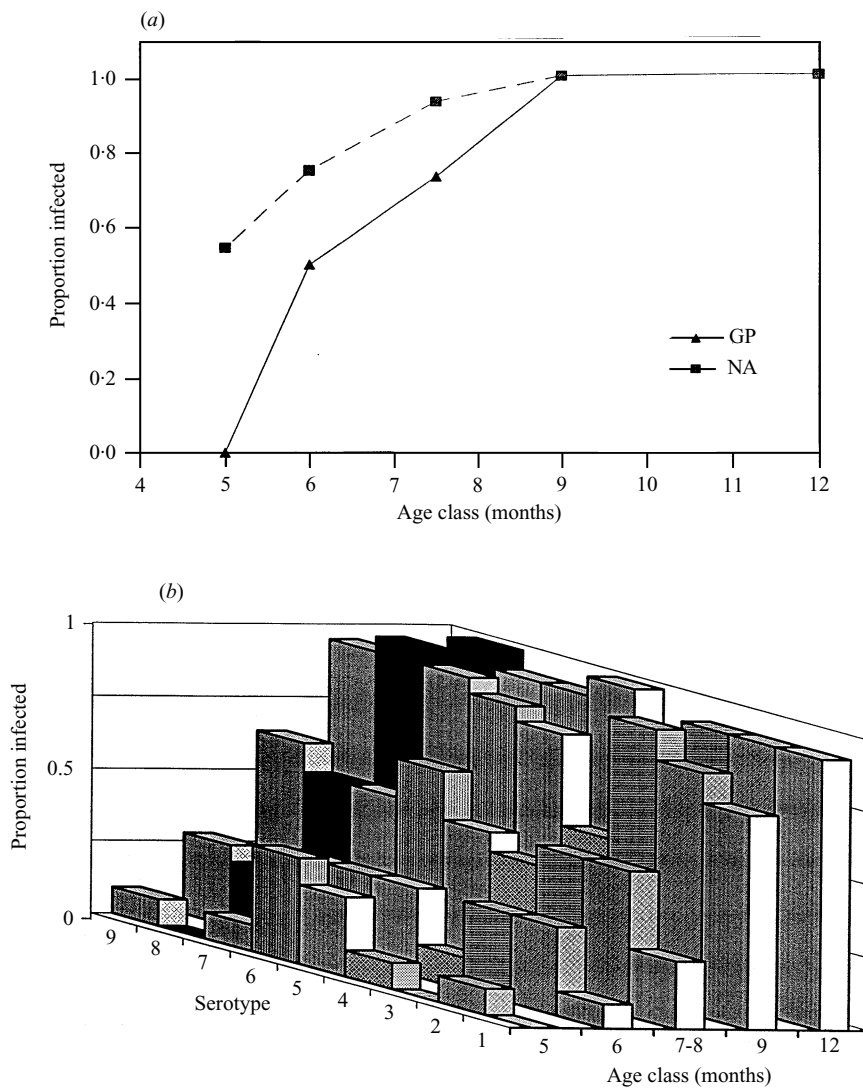 (a)
1·0
0·8
0·6
0·4
0·2
0·0
Proportion infected
GP
NA
4 5 6 7 8 9 10 11 12
Age class (months)
(b)
1
0.5
0
Proportion infected
9 8 7 6 5 4 3 2 1
Serotype
5 6 7-8 9 12
Age class (months)